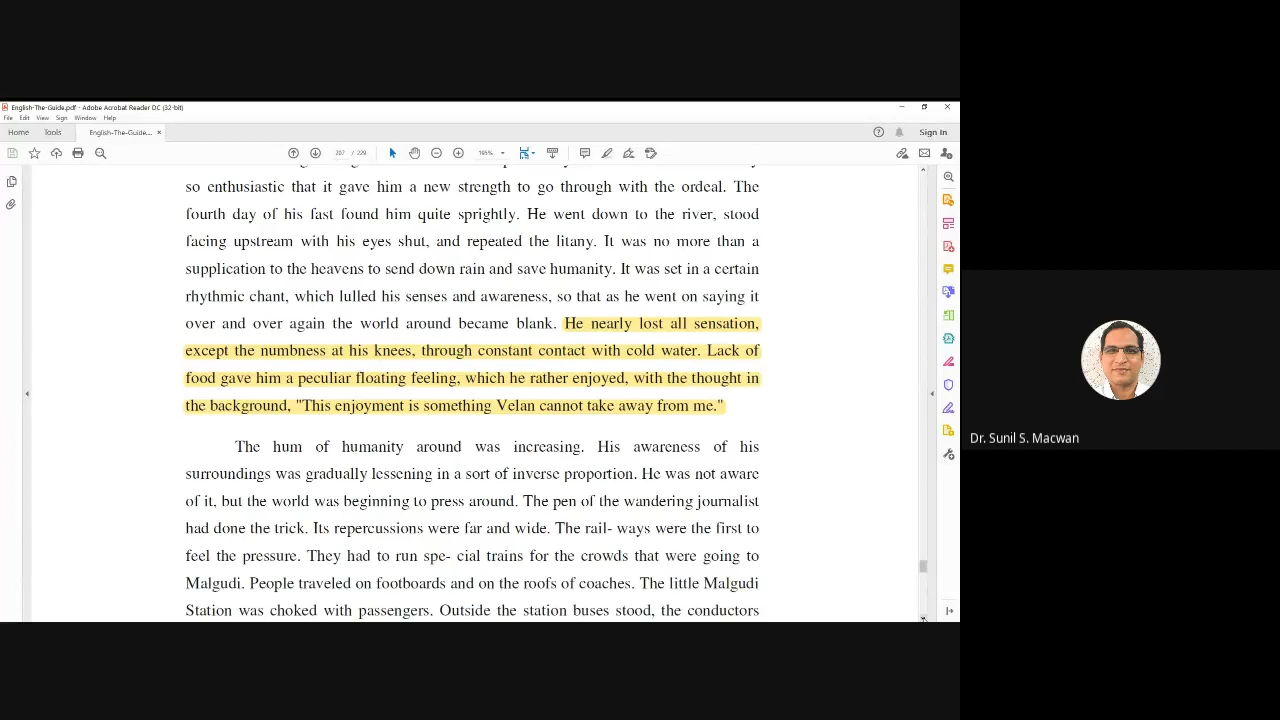 English-The-Guide.pdf - Adobe Acrobat Reader DC (32-bit)
File Edit View Sign Window Help
Home Tools English-The-Guide.... × Sign In
207 / 229 195%
so enthusiastic that it gave him a new strength to go through with the ordeal. The
fourth day of his fast found him quite sprightly. He went down to the river, stood
facing upstream with his eyes shut, and repeated the litany. It was no more than a
supplication to the heavens to send down rain and save humanity. It was set in a certain
rhythmic chant, which lulled his senses and awareness, so that as he went on saying it
over and over again the world around became blank. He nearly lost all sensation,
except the numbness at his knees, through constant contact with cold water. Lack of
food gave him a peculiar floating feeling, which he rather enjoyed, with the thought in
the background, "This enjoyment is something Velan cannot take away from me."
The hum of humanity around was increasing. His awareness of his
surroundings was gradually lessening in a sort of inverse proportion. He was not aware
of it, but the world was beginning to press around. The pen of the wandering journalist
had done the trick. Its repercussions were far and wide. The rail- ways were the first to
feel the pressure. They had to run spe- cial trains for the crowds that were going to
Malgudi. People traveled on footboards and on the roofs of coaches. The little Malgudi
Station was choked with passengers. Outside the station buses stood, the conductors
Dr. Sunil S. Macwan